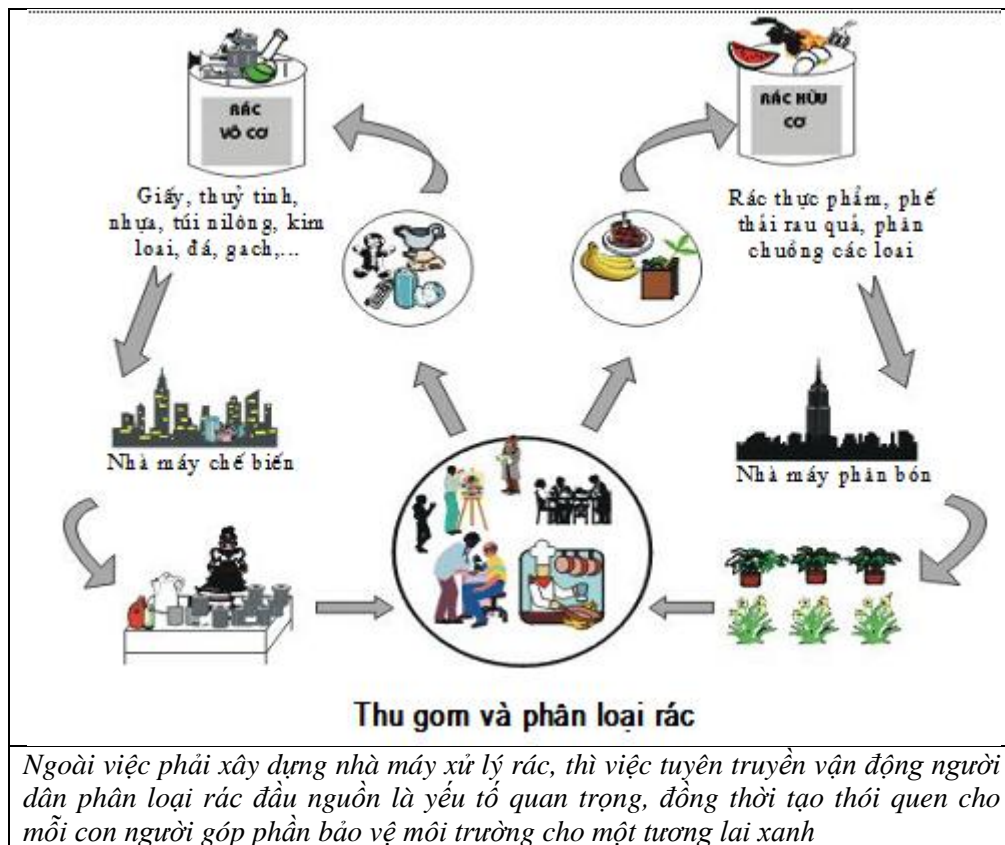 RÁC
VÔ CƠ
RÁC HỮU
CƠ
Giấy, thuỷ tinh,
nhựa, túi nilông, kim
loại, đá, gạch,...
Rác thực phẩm, phế
thải rau quả, phân
chuồng các loại
Nhà máy chế biến
Nhà máy phân bón
Thu gom và phân loại rác
Ngoài việc phải xây dựng nhà máy xử lý rác, thì việc tuyên truyền vận động người
dân phân loại rác đầu nguồn là yếu tố quan trọng, đồng thời tạo thói quen cho
mỗi con người góp phần bảo vệ môi trường cho một tương lai xanh